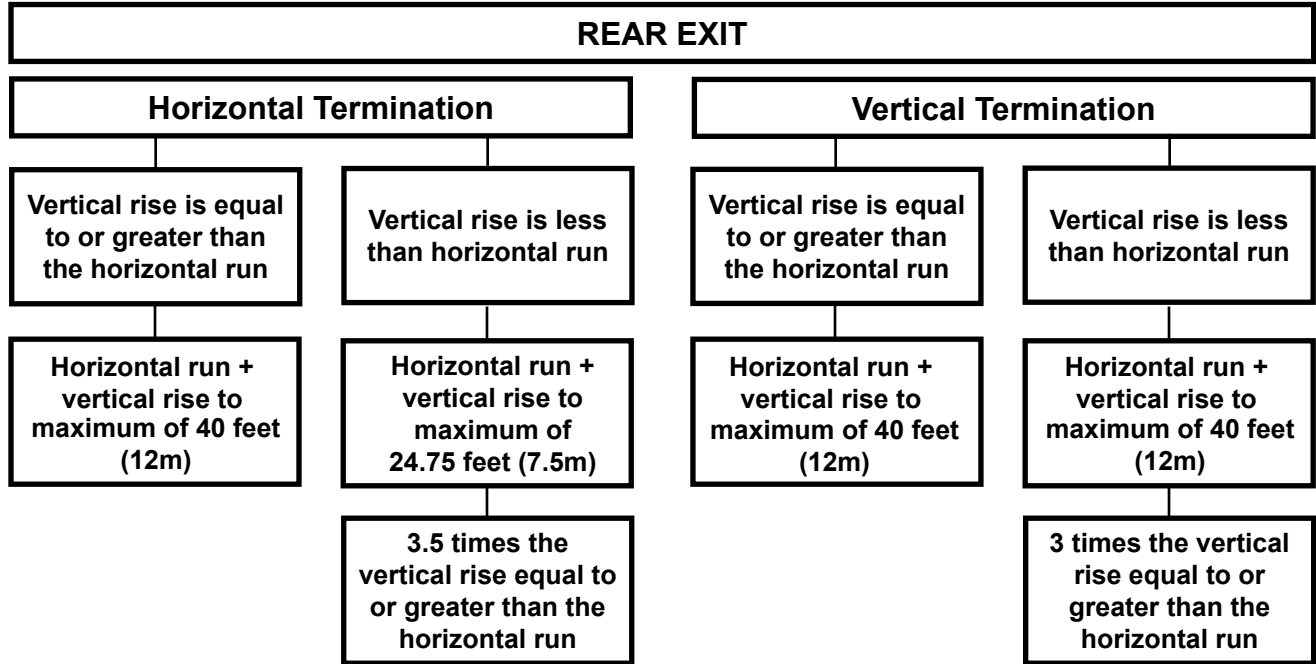 REAR EXIT
Horizontal Termination
Vertical rise is equal
to or greater than
the horizontal run
Horizontal run +
vertical rise to
maximum of 40 feet
(12m)
Vertical rise is less
than horizontal run
Horizontal run +
vertical rise to
maximum of
24.75 feet (7.5m)
3.5 times the
vertical rise equal to
or greater than the
horizontal run
Vertical Termination
Vertical rise is equal
to or greater than
the horizontal run
Horizontal run +
vertical rise to
maximum of 40 feet
(12m)
Vertical rise is less
than horizontal run
Horizontal run +
vertical rise to
maximum of 40 feet
(12m)
3 times the vertical
rise equal to or
greater than the
horizontal run